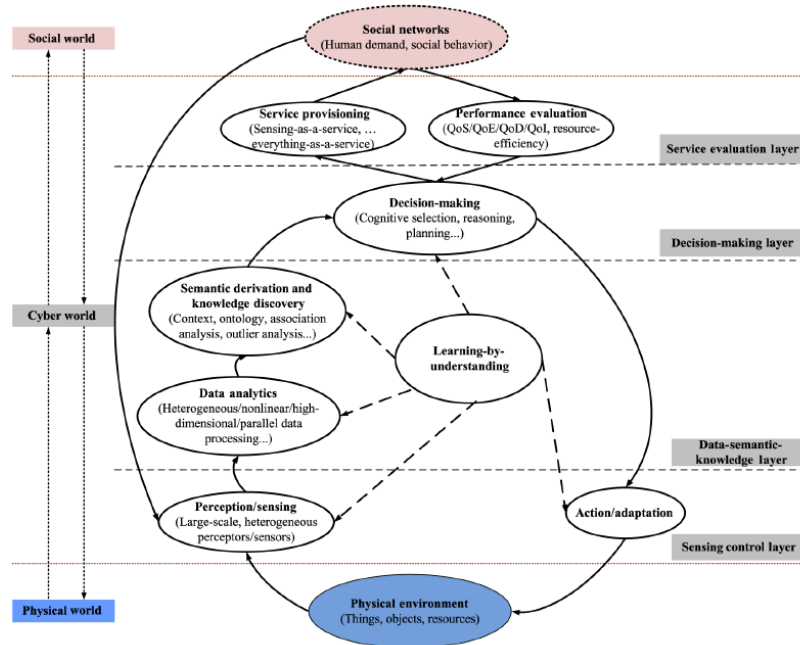 Social world
Social networks
(Human demand, social behavior)
Service provisioning
(Sensing-as-a-service, …
everything-as-a-service)
Performance evaluation
(QoS/QoE/QoD/QoI, resource-
efficiency)
Service evaluation layer
Decision-making
(Cognitive selection, reasoning,
planning...)
Decision-making layer
Semantic derivation and
knowledge discovery
(Context, ontology, association
analysis, outlier analysis...)
Cyber world
Learning-by-
understanding
Data analytics
(Heterogeneous/nonlinear/high-
dimensional/parallel data
processing...)
Data-semantic-
knowledge layer
Perception/sensing
(Large-scale, heterogeneous
perceptors/sensors)
Action/adaptation
Sensing control layer
Physical world
Physical environment
(Things, objects, resources)